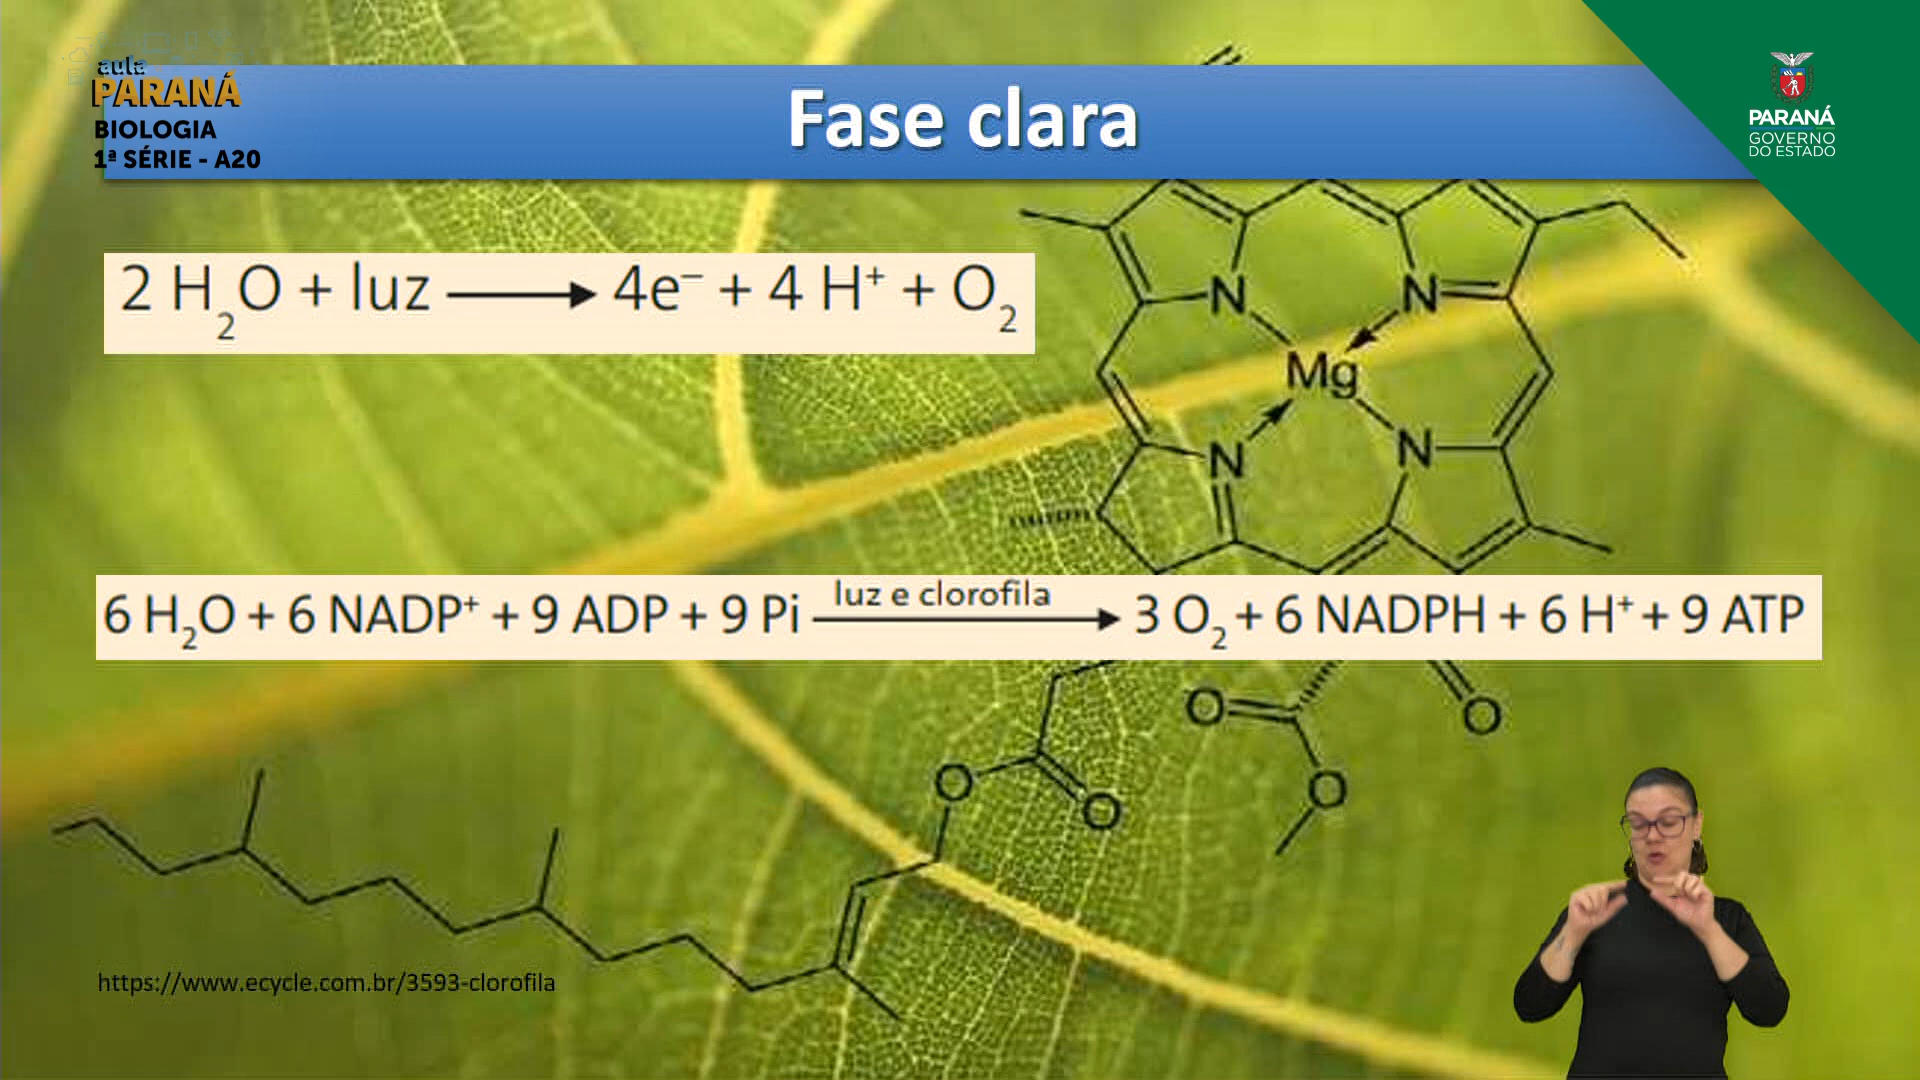 aula
PARANÁ
BIOLOGIA
1ª SÉRIE - A20
Fase clara
PARANÁ
GOVERNO
DO ESTADO
2 H₂O + luz ⟶ 4e⁻ + 4 H⁺ + O₂
N N
Mg
N N
luz e clorofila
6 H₂O + 6 NADP⁺ + 9 ADP + 9 Pi ⟶ 3 O₂ + 6 NADPH + 6 H⁺ + 9 ATP
O O
O O O
https://www.ecycle.com.br/3593-clorofila